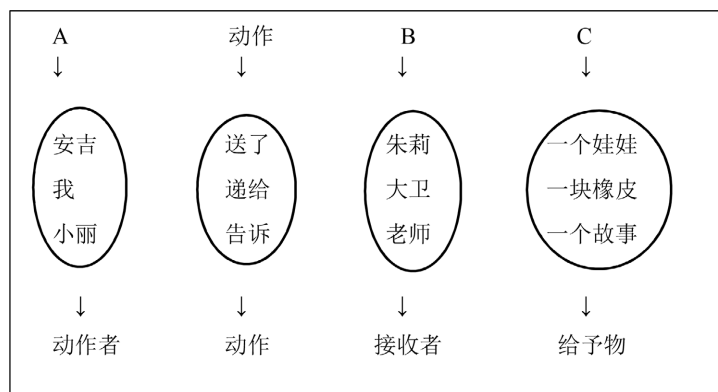 A 动作 B C
↓ ↓ ↓ ↓
安吉 送了 朱莉 一个娃娃
我 递给 大卫 一块橡皮
小丽 告诉 老师 一个故事
↓ ↓ ↓ ↓
动作者 动作 接收者 给予物